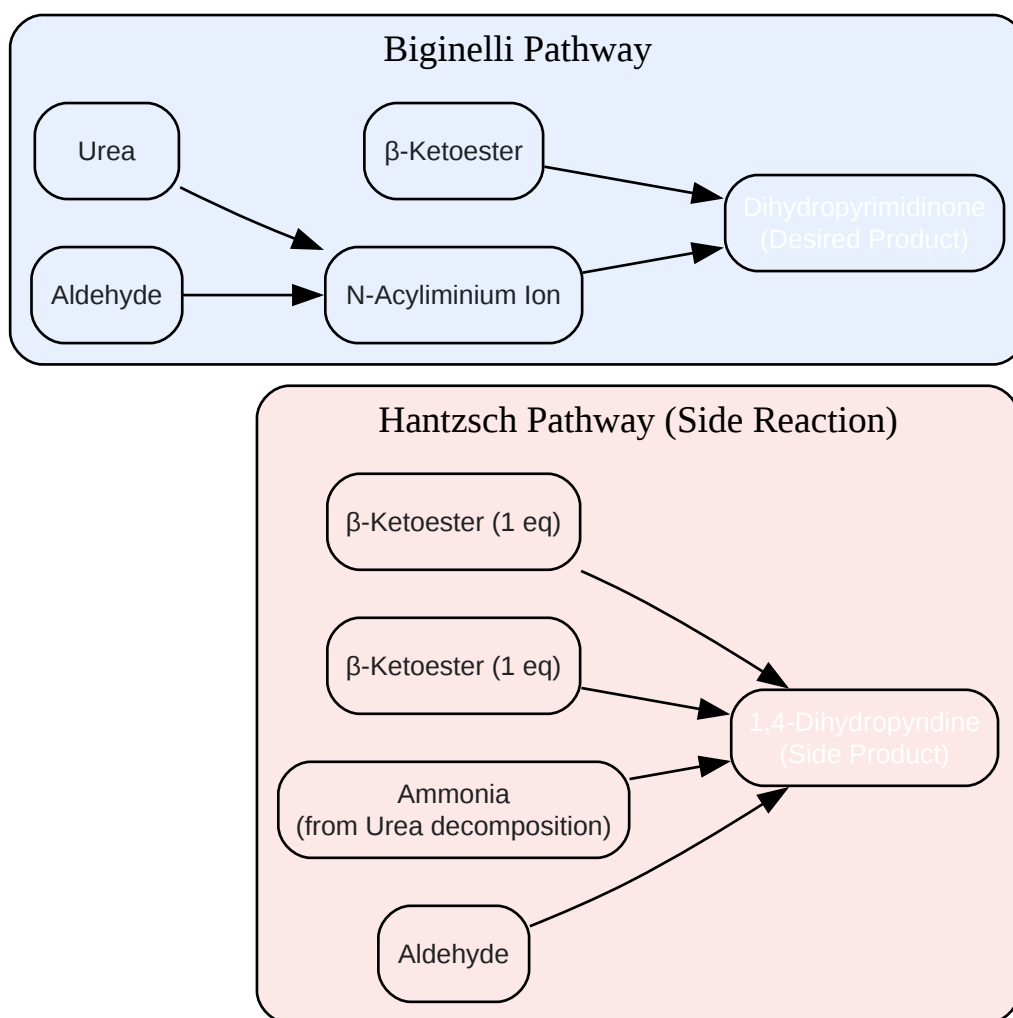 Biginelli Pathway
Urea
β-Ketoester
Dihydropyrimidinone
(Desired Product)
Aldehyde
N-Acyliminium Ion
Hantzsch Pathway (Side Reaction)
β-Ketoester (1 eq)
β-Ketoester (1 eq)
1,4-Dihydropyridine
(Side Product)
Ammonia
(from Urea decomposition)
Aldehyde